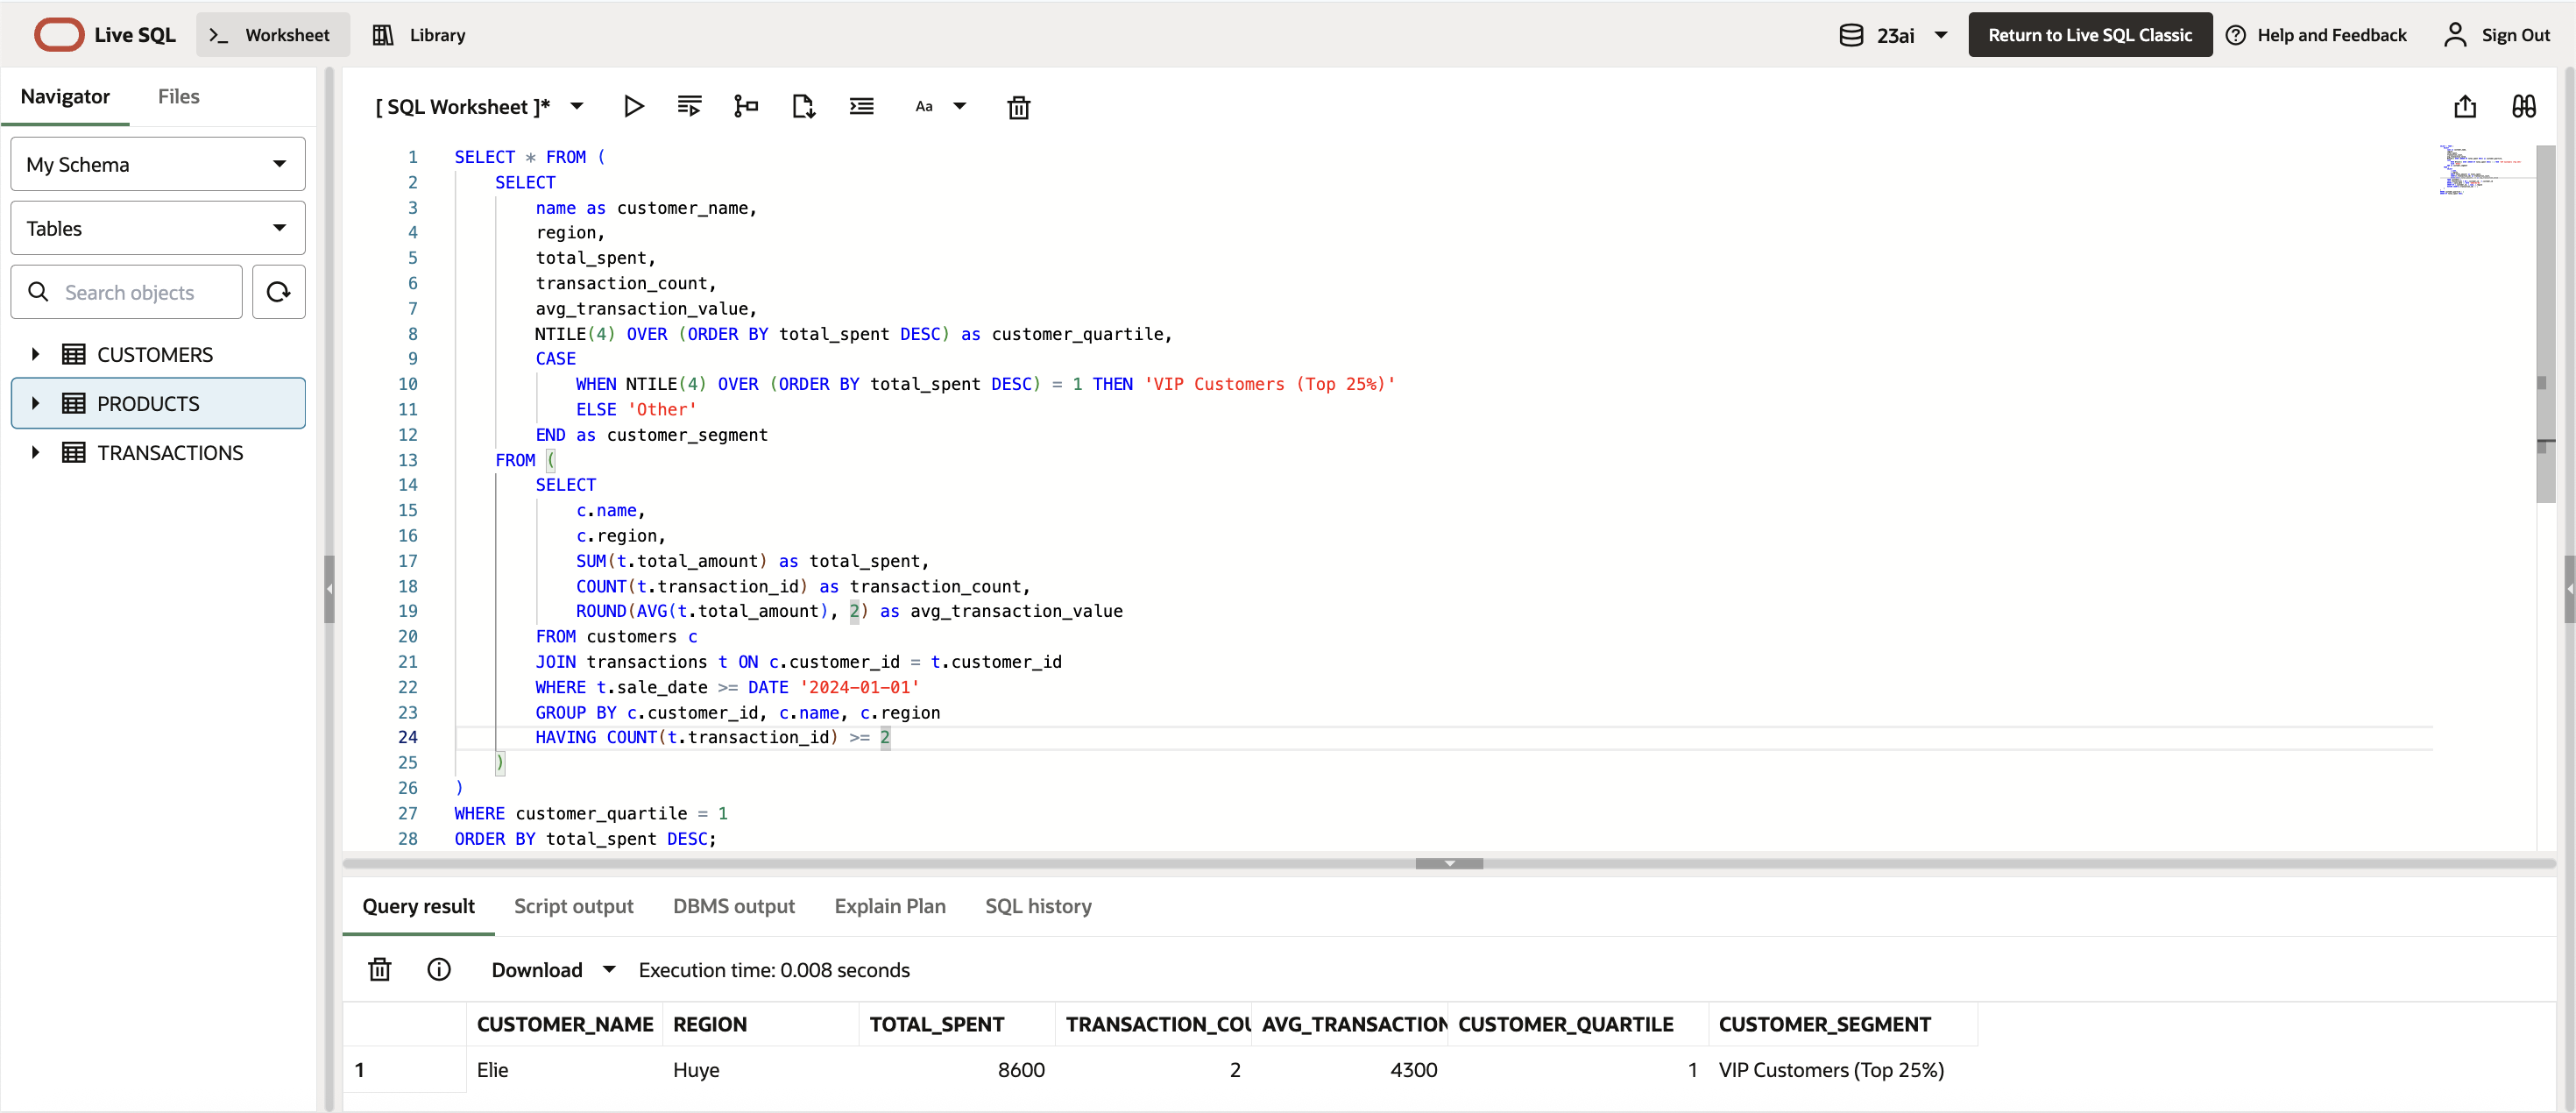 Live SQL
Worksheet
Library
23ai
Return to Live SQL Classic
Help and Feedback
Sign Out
Navigator
Files
My Schema
Tables
Search objects
CUSTOMERS
PRODUCTS
TRANSACTIONS
[ SQL Worksheet ]*
Aa
1 SELECT * FROM (
2 SELECT
3 name as customer_name,
4 region,
5 total_spent,
6 transaction_count,
7 avg_transaction_value,
8 NTILE(4) OVER (ORDER BY total_spent DESC) as customer_quartile,
9 CASE
10 WHEN NTILE(4) OVER (ORDER BY total_spent DESC) = 1 THEN 'VIP Customers (Top 25%)'
11 ELSE 'Other'
12 END as customer_segment
13 FROM (
14 SELECT
15 c.name,
16 c.region,
17 SUM(t.total_amount) as total_spent,
18 COUNT(t.transaction_id) as transaction_count,
19 ROUND(AVG(t.total_amount), 2) as avg_transaction_value
20 FROM customers c
21 JOIN transactions t ON c.customer_id = t.customer_id
22 WHERE t.sale_date >= DATE '2024-01-01'
23 GROUP BY c.customer_id, c.name, c.region
24 HAVING COUNT(t.transaction_id) >= 2
25 )
26 )
27 WHERE customer_quartile = 1
28 ORDER BY total_spent DESC;
Query result
Script output
DBMS output
Explain Plan
SQL history
Download
Execution time: 0.008 seconds
CUSTOMER_NAME REGION TOTAL_SPENT TRANSACTION_COU AVG_TRANSACTION CUSTOMER_QUARTILE CUSTOMER_SEGMENT
1 Elie Huye 8600 2 4300 1 VIP Customers (Top 25%)